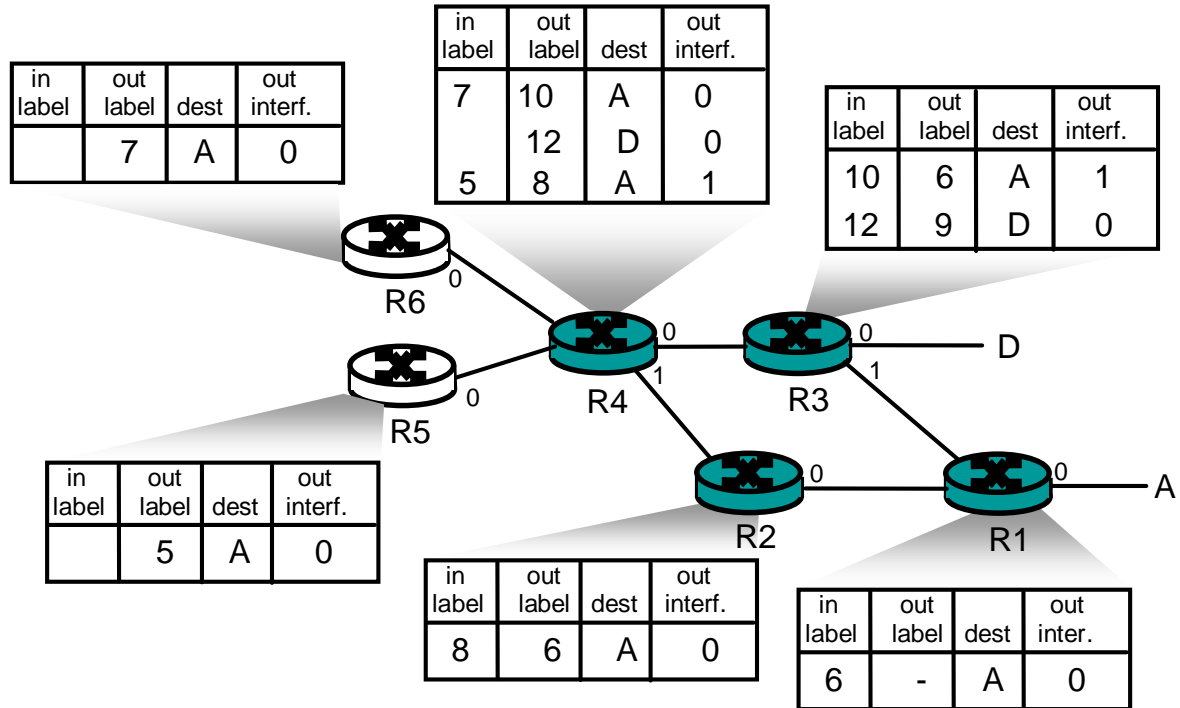 in label | out label | dest | out interf.
7 | 10 | A | 0
12 | D | 0
5 | 8 | A | 1
in label | out label | dest | out interf.
7 | A | 0
in label | out label | dest | out interf.
10 | 6 | A | 1
12 | 9 | D | 0
R6
0
R5
0
R4
0
1
R3
0
1
D
R2
0
R1
0
A
in label | out label | dest | out interf.
5 | A | 0
in label | out label | dest | out interf.
8 | 6 | A | 0
in label | out label | dest | out inter.
6 | - | A | 0